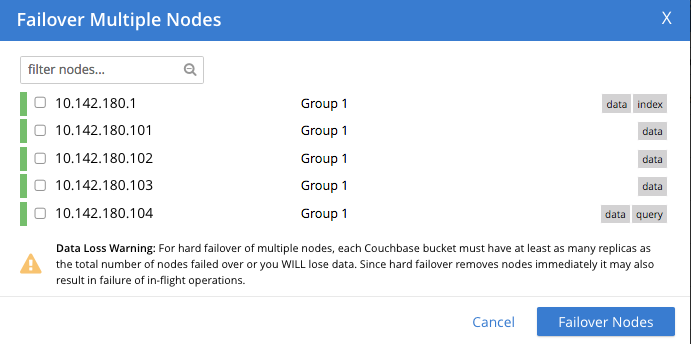 Failover Multiple Nodes X
filter nodes...
10.142.180.1 Group 1 data index
10.142.180.101 Group 1 data
10.142.180.102 Group 1 data
10.142.180.103 Group 1 data
10.142.180.104 Group 1 data query
Data Loss Warning: For hard failover of multiple nodes, each Couchbase bucket must have at least as many replicas as
the total number of nodes failed over or you WILL lose data. Since hard failover removes nodes immediately it may also
result in failure of in-flight operations.
Cancel Failover Nodes